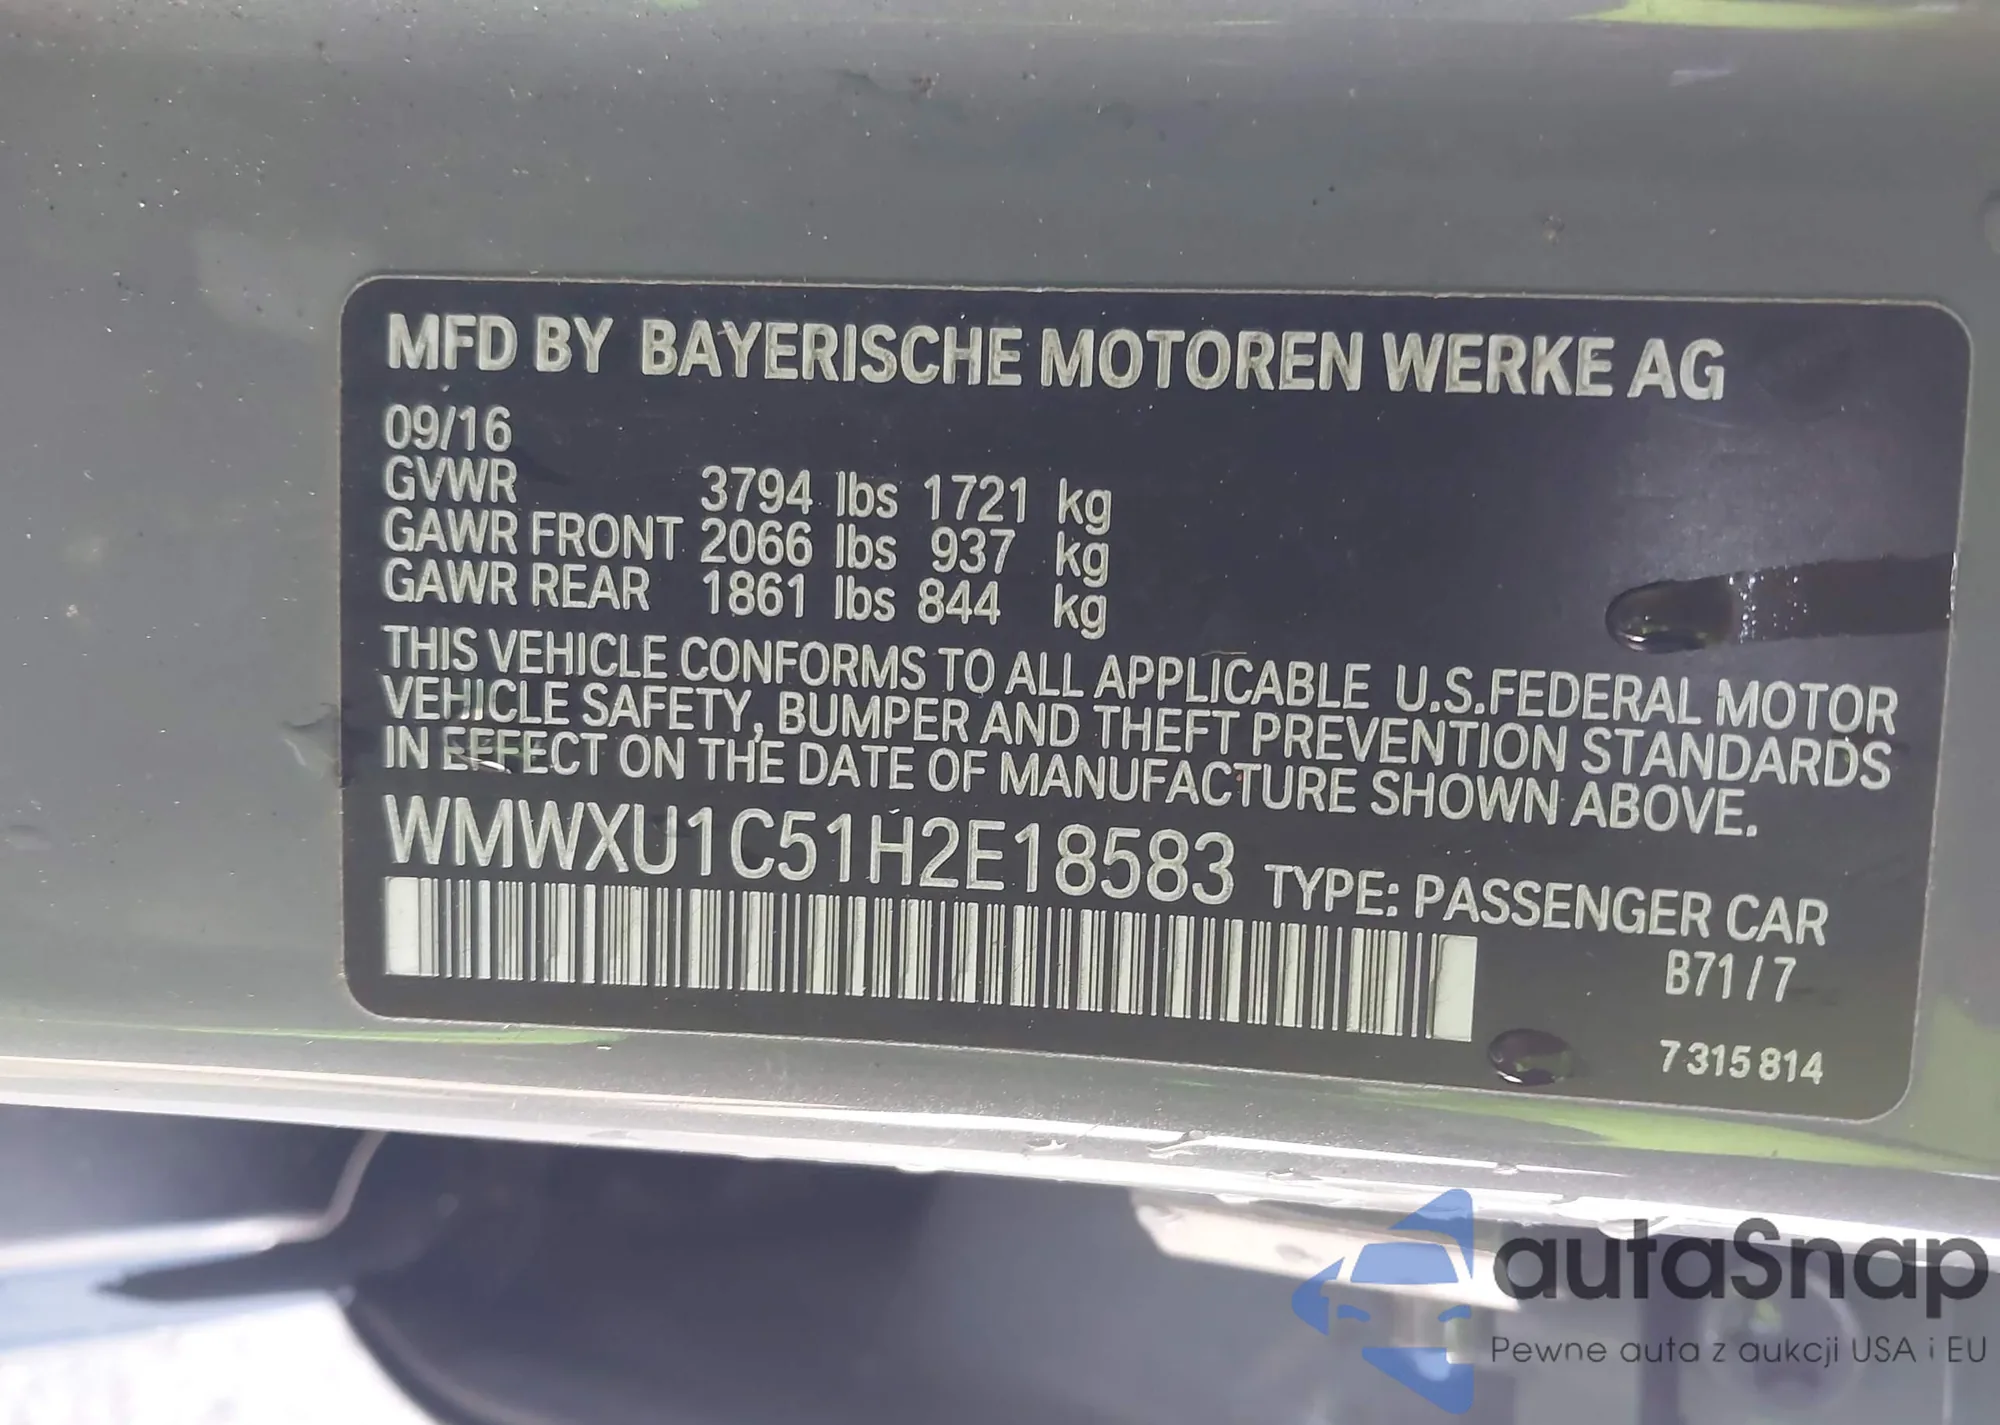 MFD BY BAYERISCHE MOTOREN WERKE AG
09/16
GVWR 3794 lbs 1721 kg
GAWR FRONT 2066 lbs 937 kg
GAWR REAR 1861 lbs 844 kg
THIS VEHICLE CONFORMS TO ALL APPLICABLE U.S.FEDERAL MOTOR
VEHICLE SAFETY, BUMPER AND THEFT PREVENTION STANDARDS
IN EFFECT ON THE DATE OF MANUFACTURE SHOWN ABOVE.
WMWXU1C51H2E18583 TYPE: PASSENGER CAR
B71/7
7 315 814
autaSnap
Pewne auta z aukcji USA i EU